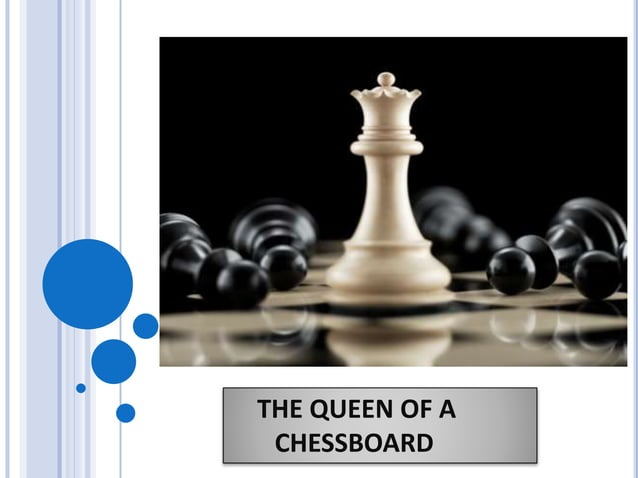 THE QUEEN OF A
CHESSBOARD